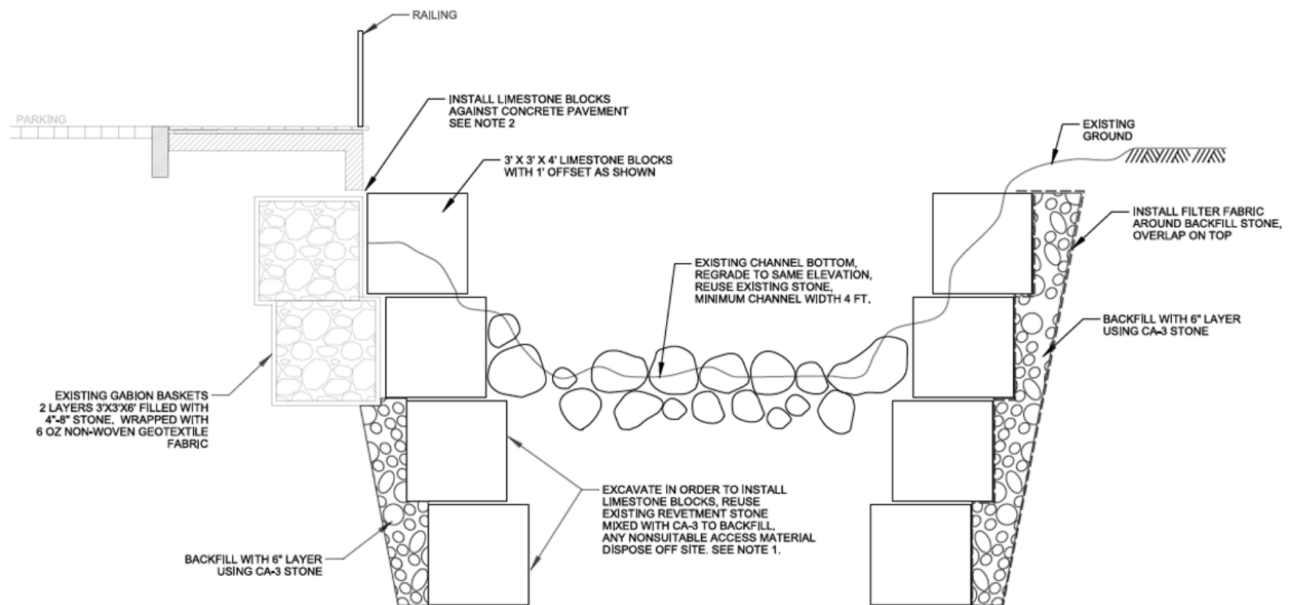 RAILING
PARKING
INSTALL LIMESTONE BLOCKS
AGAINST CONCRETE PAVEMENT
SEE NOTE 2
3' X 3' X 4' LIMESTONE BLOCKS
WITH 1' OFFSET AS SHOWN
EXISTING
GROUND
INSTALL FILTER FABRIC
AROUND BACKFILL STONE,
OVERLAP ON TOP
EXISTING CHANNEL BOTTOM,
REGRADE TO SAME ELEVATION,
REUSE EXISTING STONE,
MINIMUM CHANNEL WIDTH 4 FT.
BACKFILL WITH 6" LAYER
USING CA-3 STONE
EXISTING GABION BASKETS
2 LAYERS 3'X3'X6' FILLED WITH
4"-8" STONE, WRAPPED WITH
6 OZ NON-WOVEN GEOTEXTILE
FABRIC
EXCAVATE IN ORDER TO INSTALL
LIMESTONE BLOCKS, REUSE
EXISTING REVETMENT STONE
MIXED WITH CA-3 TO BACKFILL,
ANY NONSUITABLE ACCESS MATERIAL
DISPOSE OFF SITE. SEE NOTE 1.
BACKFILL WITH 6" LAYER
USING CA-3 STONE